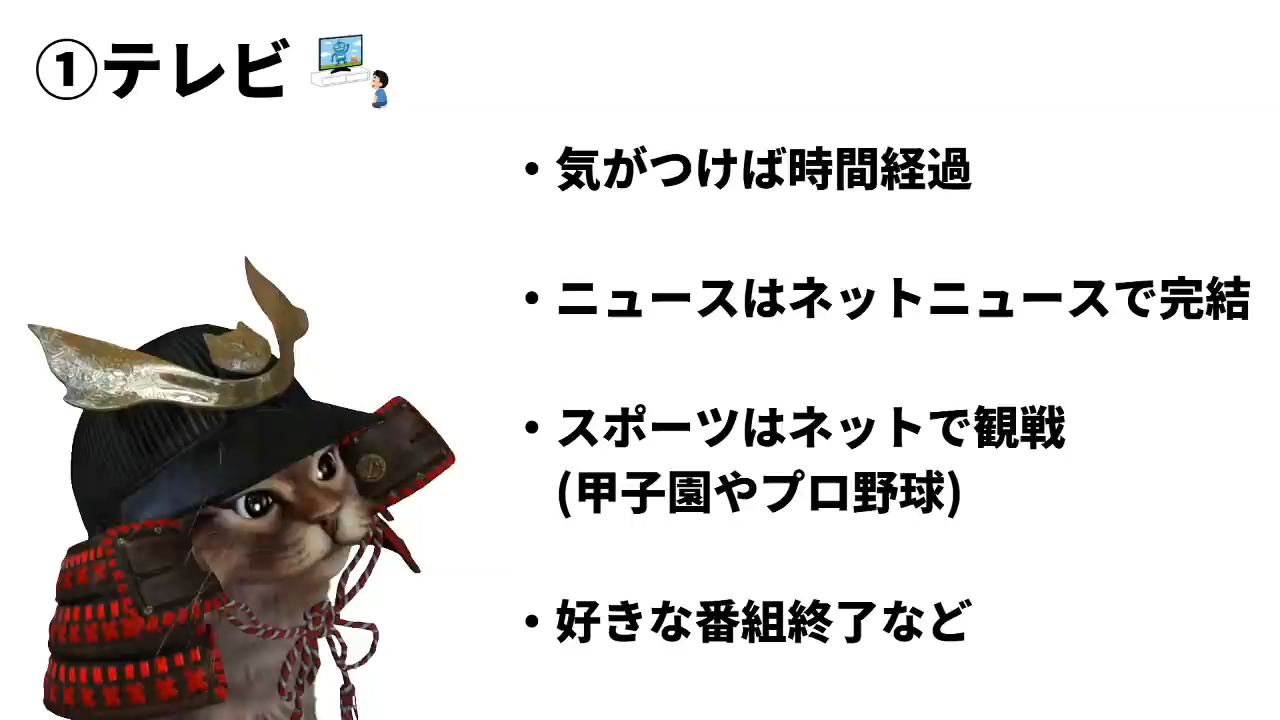 ①テレビ
・気がつけば時間経過
・ニュースはネットニュースで完結
・スポーツはネットで観戦
(甲子園やプロ野球)
・好きな番組終了など